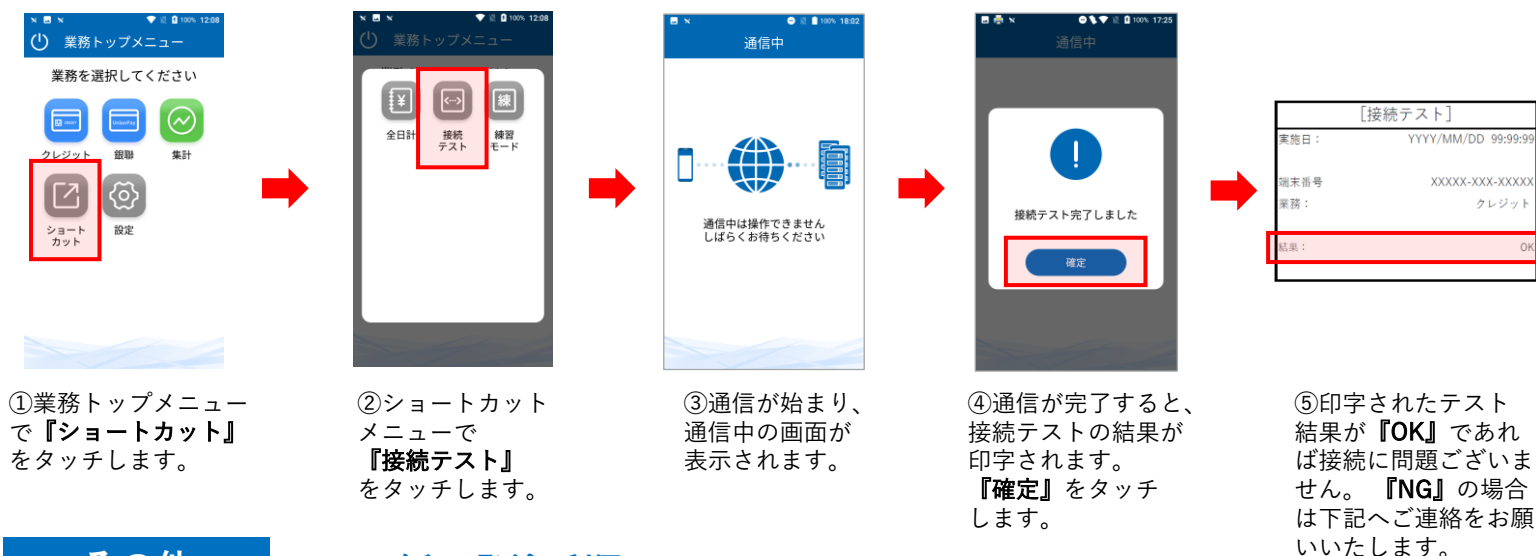 100% 12:08
業務トップメニュー
業務を選択してください
クレジット
銀聯
集計
ショート
カット
設定
100% 12:08
業務トップメニュー
全日計
接続
テスト
練
練習
モード
100% 18:02
通信中
通信中は操作できません
しばらくお待ちください
100% 17:25
通信中
接続テスト完了しました
確定
[接続テスト]
実施日： YYYY/MM/DD 99:99:99
端末番号 XXXXX-XXX-XXXXX
業務： クレジット
結果： OK
①業務トップメニュー
で『ショートカット』
をタッチします。
②ショートカット
メニューで
『接続テスト』
をタッチします。
③通信が始まり、
通信中の画面が
表示されます。
④通信が完了すると、
接続テストの結果が
印字されます。
『確定』をタッチ
します。
⑤印字されたテスト
結果が『OK』であれ
ば接続に問題ございま
せん。 『NG』の場合
は下記へご連絡をお願
いいたします。